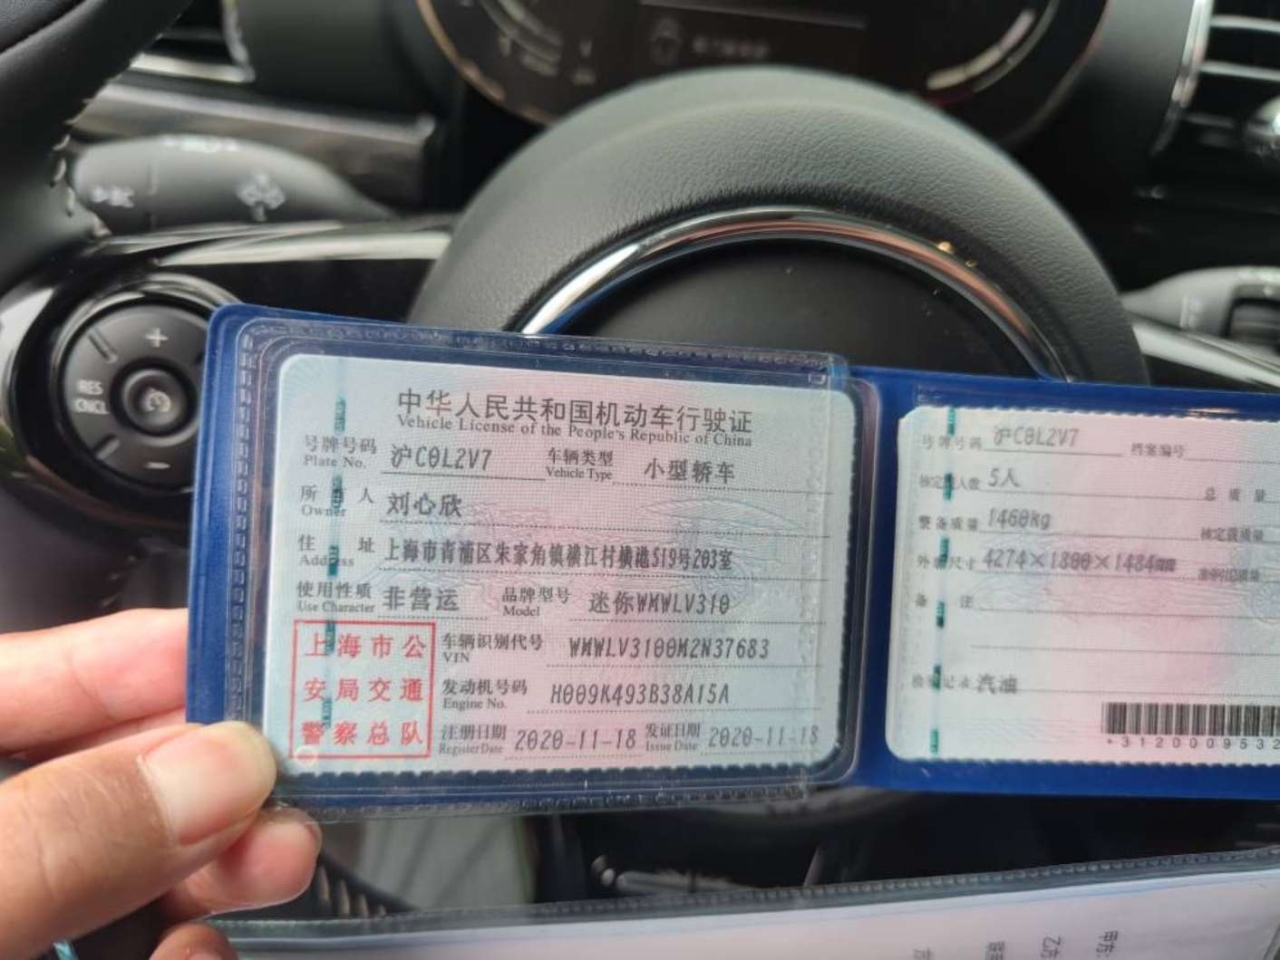 RES
CNCL
+
−
中华人民共和国机动车行驶证
Vehicle License of the People's Republic of China
号牌号码 沪C0L2V7 车辆类型 小型轿车
Plate No. Vehicle Type
所有人 刘心欣
Owner
住址 上海市青浦区朱家角镇横江村横港519号203室
Address
使用性质 非营运 品牌型号 迷你WMWLV310
Use Character Model
上海市公
安局交通
警察总队
车辆识别代号 WMWLV3100M2N37683
VIN
发动机号码 H009K493B38A15A
Engine No.
注册日期 2020-11-18 发证日期 2020-11-18
Register Date Issue Date
号牌号码 沪C0L2V7 档案编号
核定载人数 5人 总质量
整备质量 1460kg 核定载质量
外廓尺寸 4274×1800×1484mm
备注
检验记录 汽油
+3120009532
甲方:
乙方: